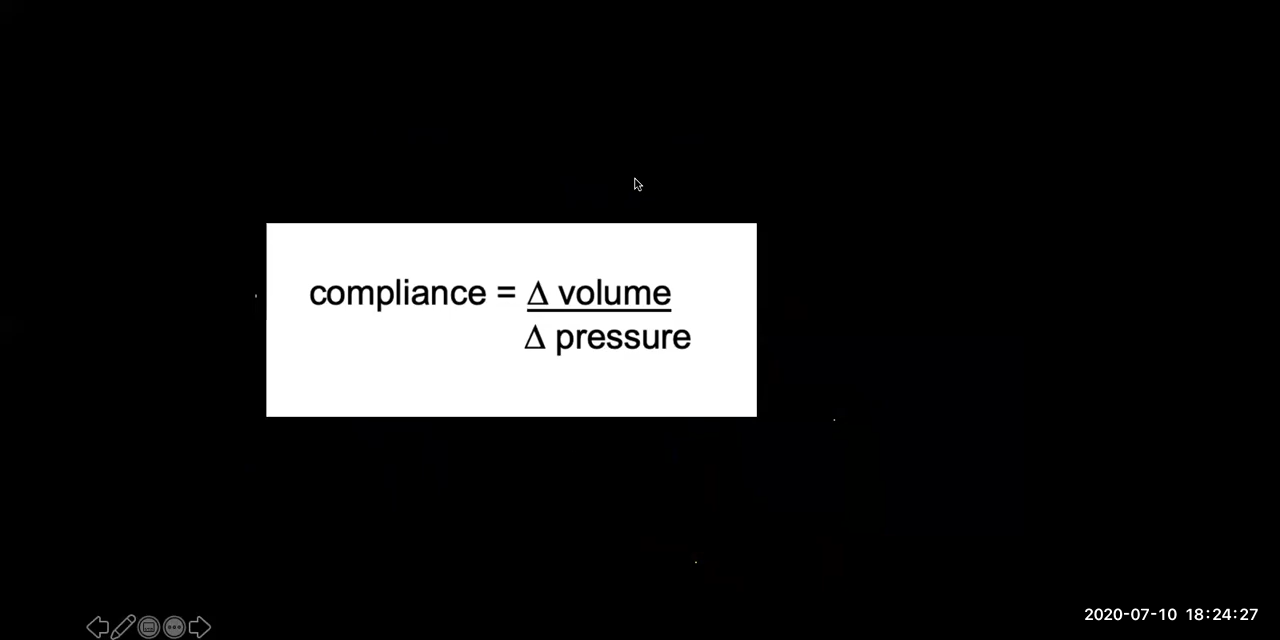 compliance = Δ volume
Δ pressure
2020-07-10 18:24:27